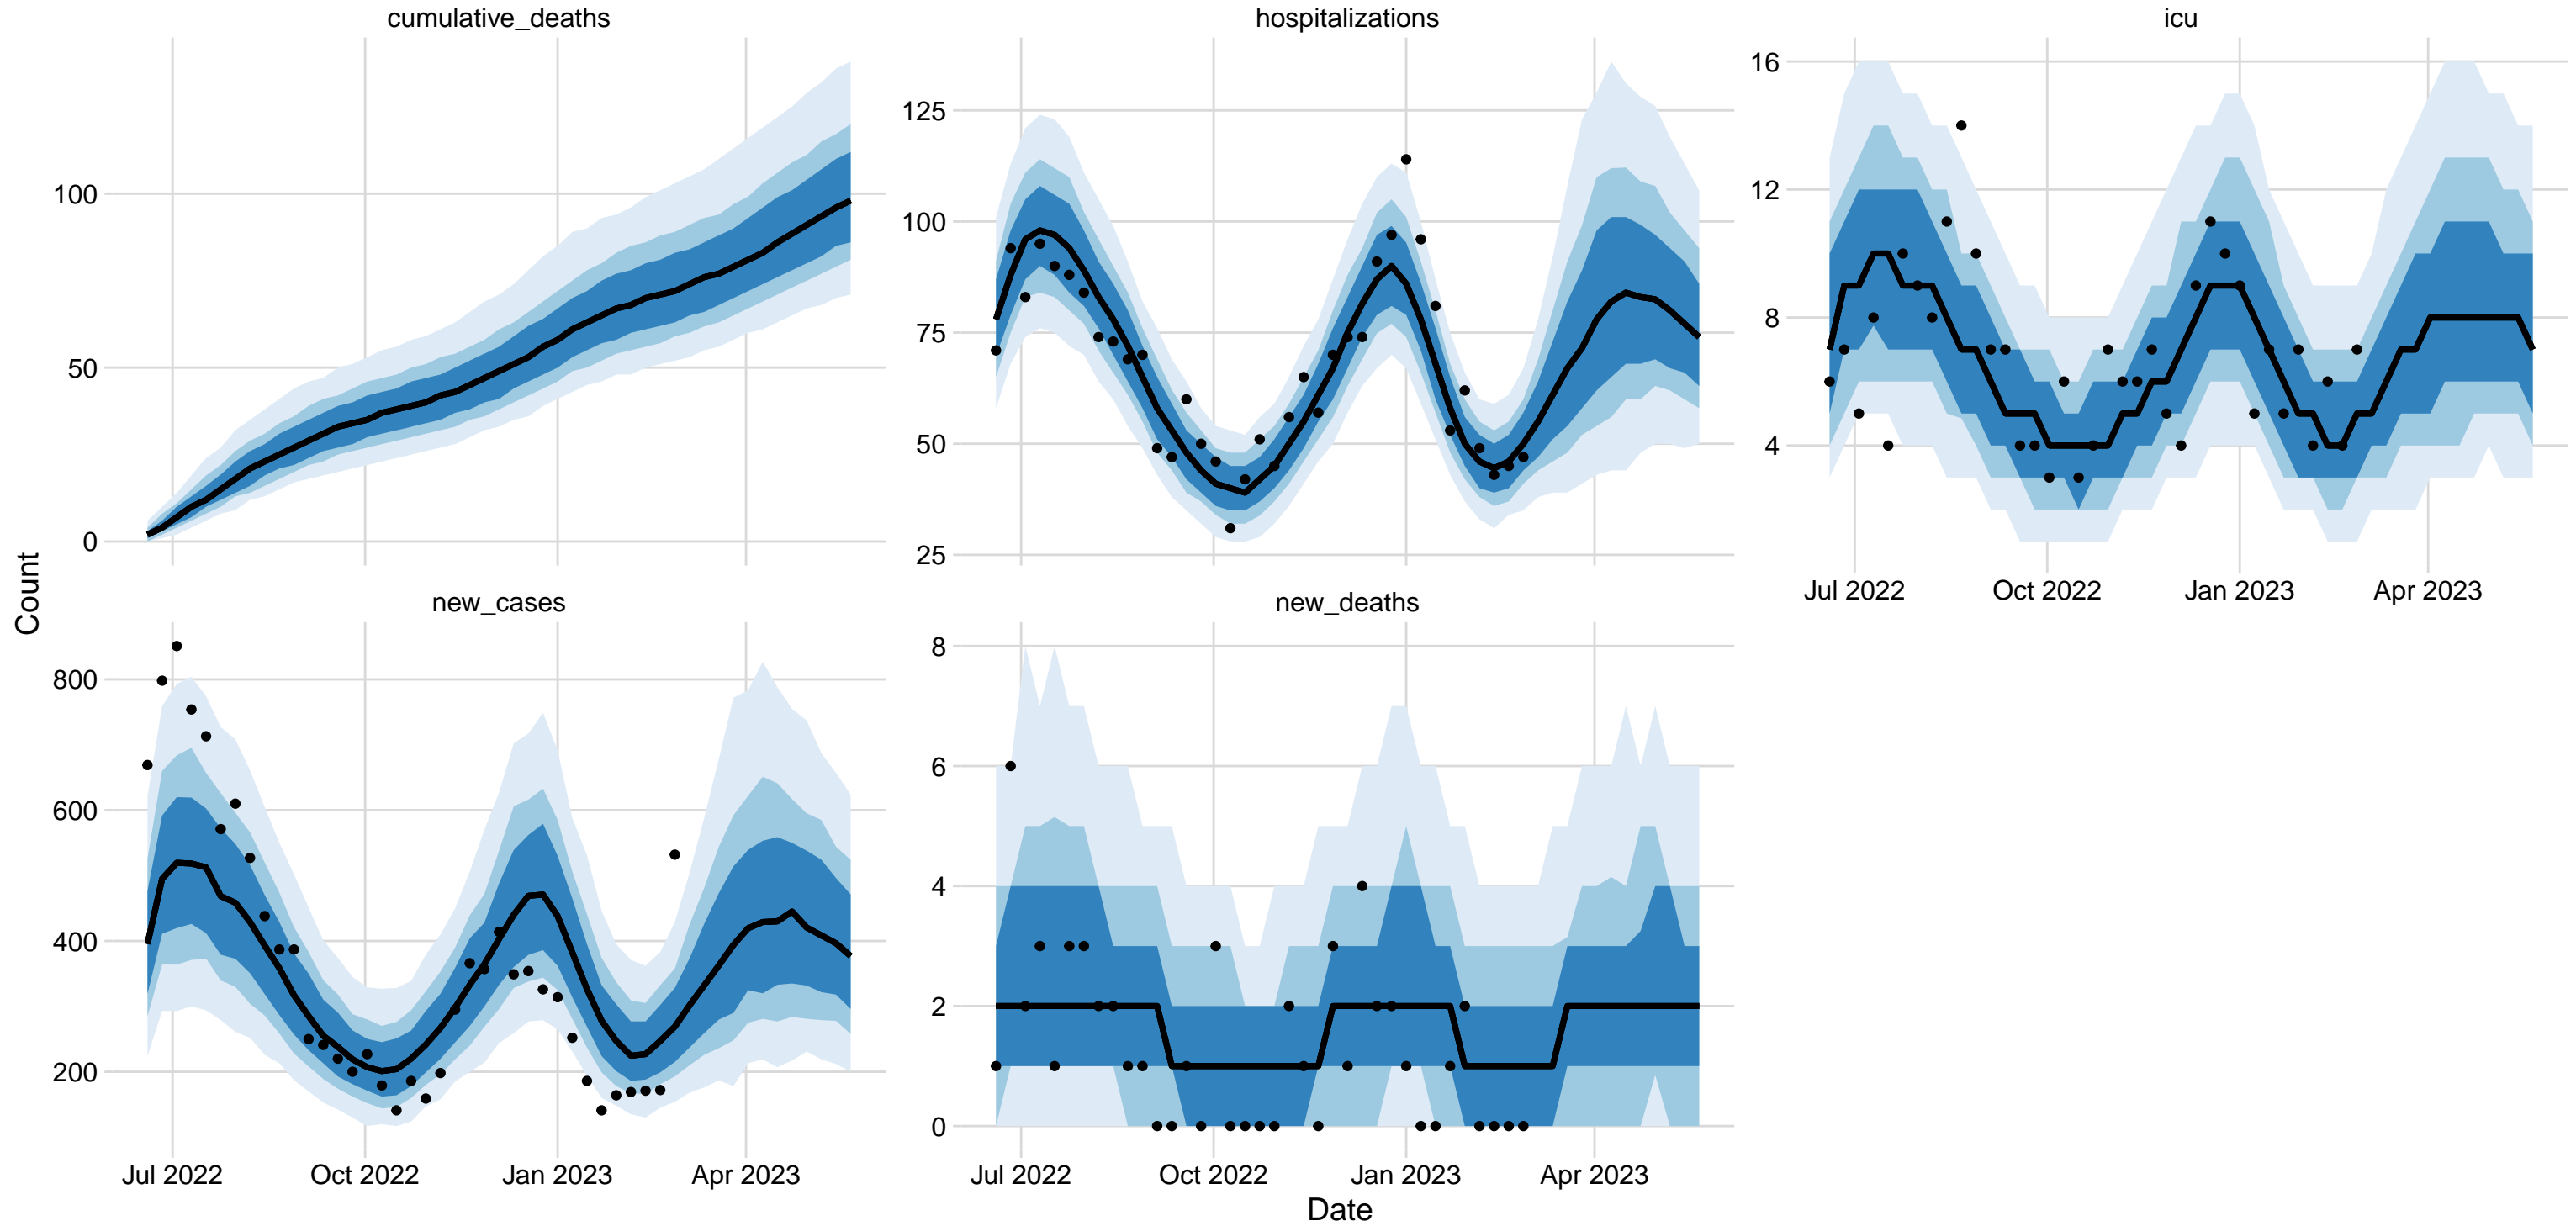 cumulative_deaths
hospitalizations
icu
100
50
0
125
100
75
50
25
16
12
8
4
Jul 2022
Oct 2022
Jan 2023
Apr 2023
Count
new_cases
new_deaths
800
600
400
200
8
6
4
2
0
Jul 2022
Oct 2022
Jan 2023
Apr 2023
Jul 2022
Oct 2022
Jan 2023
Apr 2023
Date